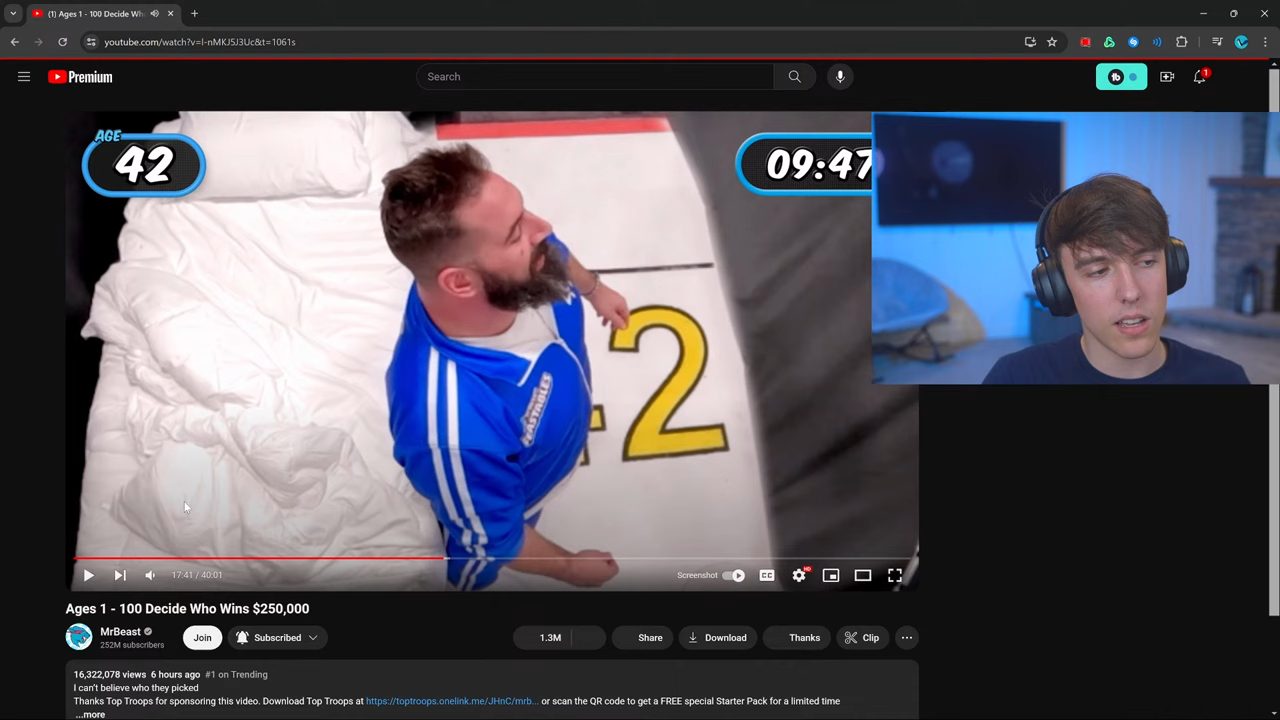 (1) Ages 1 - 100 Decide Wh
youtube.com/watch?v=l-nMKJ5J3Uc&t=1061s
Premium
Search
1
AGE
42
09:47
FEASTABLES
2
17:41 / 40:01
Screenshot
CC
HD
Ages 1 - 100 Decide Who Wins $250,000
MrBeast
252M subscribers
Join
Subscribed
1.3M
Share
Download
Thanks
Clip
16,322,078 views 6 hours ago #1 on Trending
I can't believe who they picked
Thanks Top Troops for sponsoring this video. Download Top Troops at https://toptroops.onelink.me/JHnC/mrb... or scan the QR code to get a FREE special Starter Pack for a limited time
...more